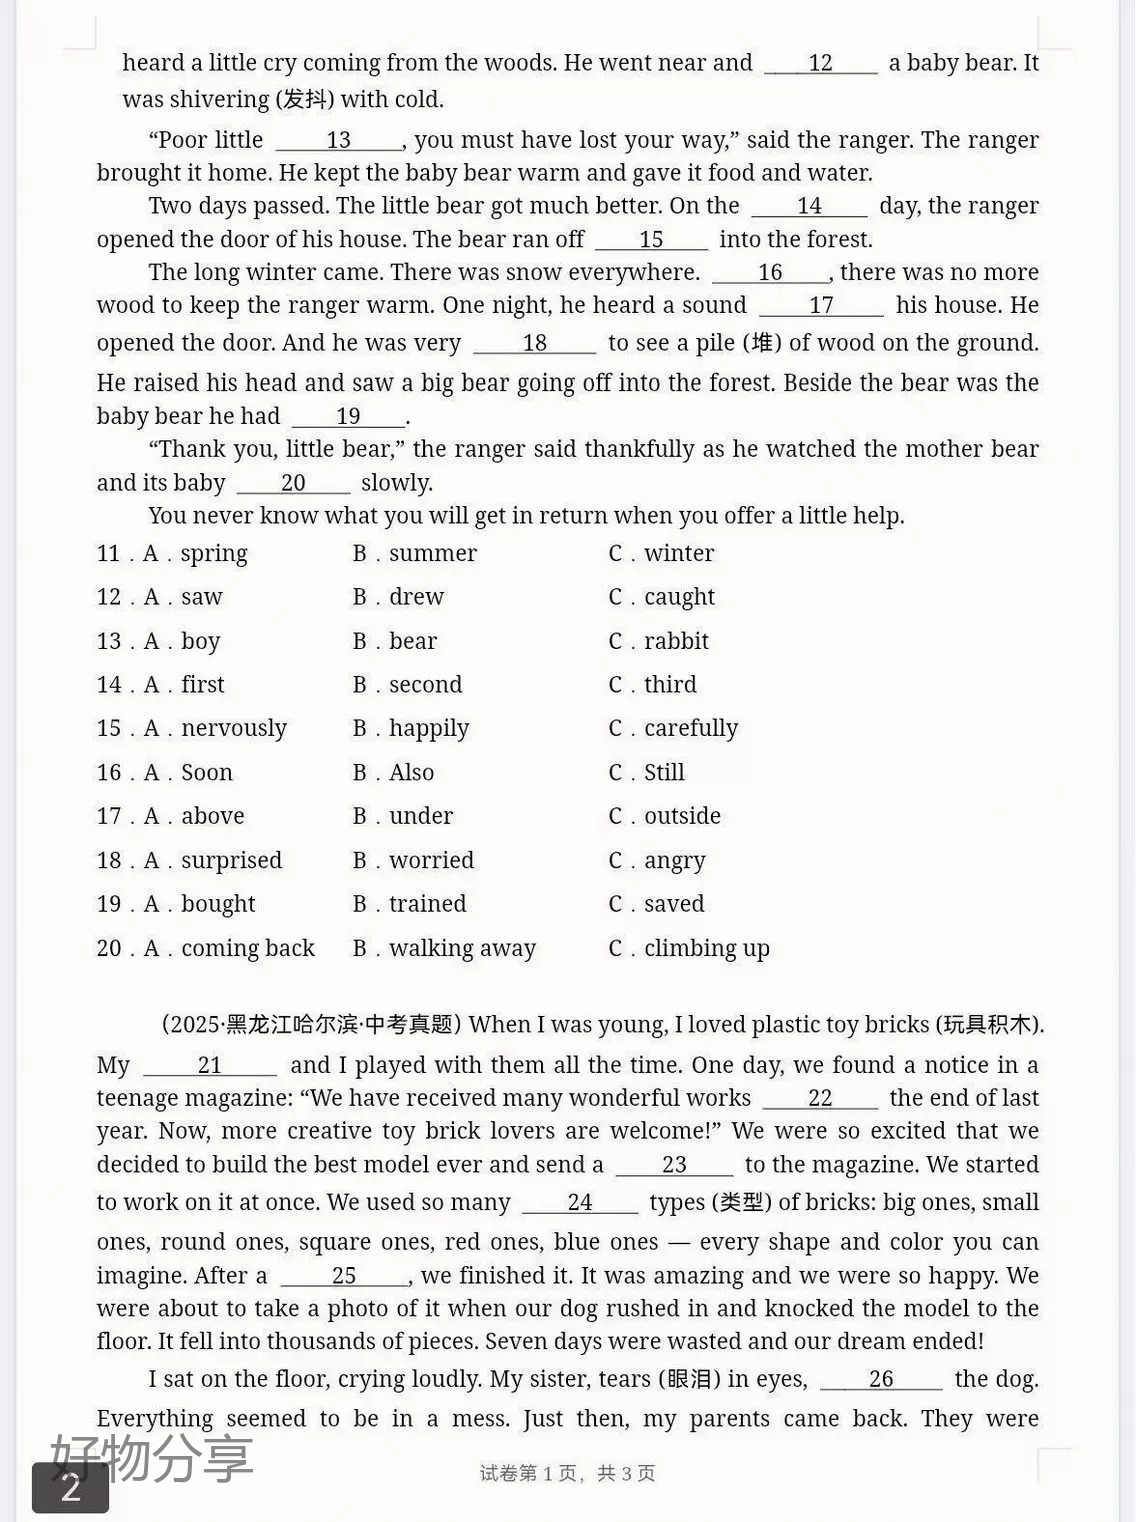 heard a little cry coming from the woods. He went near and 12 a baby bear. It
was shivering (发抖) with cold.
“Poor little 13, you must have lost your way,” said the ranger. The ranger
brought it home. He kept the baby bear warm and gave it food and water.
Two days passed. The little bear got much better. On the 14 day, the ranger
opened the door of his house. The bear ran off 15 into the forest.
The long winter came. There was snow everywhere. 16, there was no more
wood to keep the ranger warm. One night, he heard a sound 17 his house. He
opened the door. And he was very 18 to see a pile (堆) of wood on the ground.
He raised his head and saw a big bear going off into the forest. Beside the bear was the
baby bear he had 19.
“Thank you, little bear,” the ranger said thankfully as he watched the mother bear
and its baby 20 slowly.
You never know what you will get in return when you offer a little help.
11．A．spring B．summer C．winter
12．A．saw B．drew C．caught
13．A．boy B．bear C．rabbit
14．A．first B．second C．third
15．A．nervously B．happily C．carefully
16．A．Soon B．Also C．Still
17．A．above B．under C．outside
18．A．surprised B．worried C．angry
19．A．bought B．trained C．saved
20．A．coming back B．walking away C．climbing up
（2025·黑龙江哈尔滨·中考真题) When I was young, I loved plastic toy bricks (玩具积木).
My 21 and I played with them all the time. One day, we found a notice in a
teenage magazine: “We have received many wonderful works 22 the end of last
year. Now, more creative toy brick lovers are welcome!” We were so excited that we
decided to build the best model ever and send a 23 to the magazine. We started
to work on it at once. We used so many 24 types (类型) of bricks: big ones, small
ones, round ones, square ones, red ones, blue ones — every shape and color you can
imagine. After a 25, we finished it. It was amazing and we were so happy. We
were about to take a photo of it when our dog rushed in and knocked the model to the
floor. It fell into thousands of pieces. Seven days were wasted and our dream ended!
I sat on the floor, crying loudly. My sister, tears (眼泪) in eyes, 26 the dog.
Everything seemed to be in a mess. Just then, my parents came back. They were
好物分享
试卷第 1 页，共 3 页
2